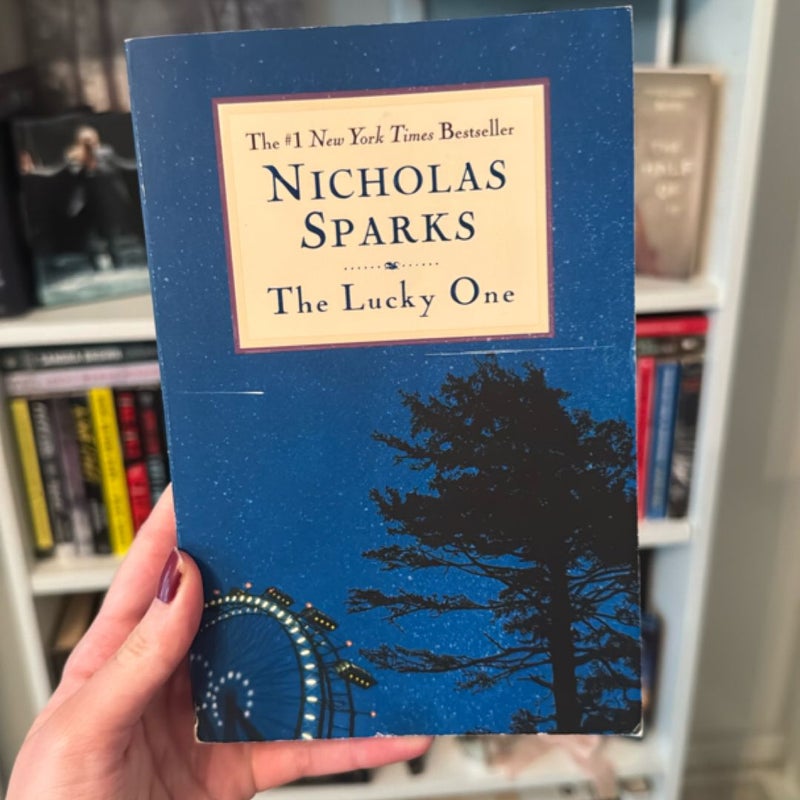 The #1 New York Times Bestseller
NICHOLAS
SPARKS
The Lucky One